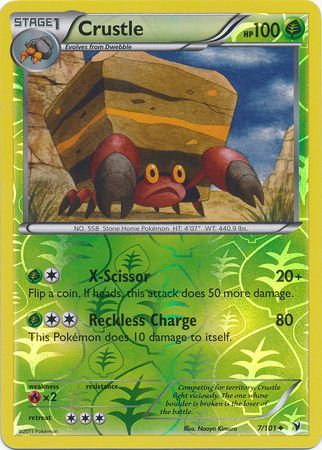 STAGE1 Crustle HP100
Evolves from Dwebble
NO. 558 Stone Home Pokémon HT: 4'07" WT: 440.9 lbs.
X-Scissor 20+
Flip a coin. If heads, this attack does 50 more damage.
Reckless Charge 80
This Pokémon does 10 damage to itself.
weakness resistance
×2
retreat
Competing for territory, Crustle
fight viciously. The one whose
boulder is broken is the loser
of the battle.
©2011 Pokémon
Illus. Naoyo Kimura
7/101